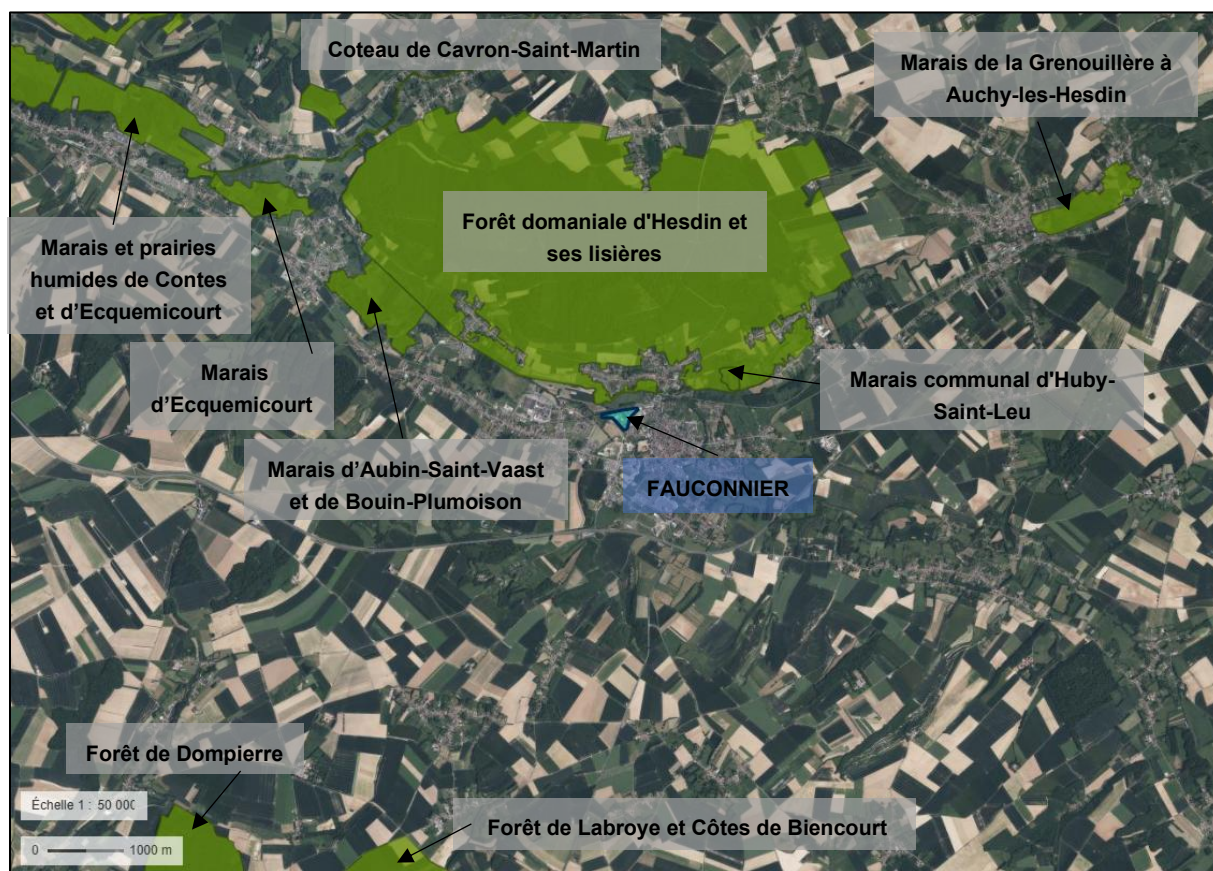 Coteau de Cavron-Saint-Martin
Marais de la Grenouillère à
Auchy-les-Hesdin
Forêt domaniale d'Hesdin et
ses lisières
Marais et prairies
humides de Contes
et d’Ecquemicourt
Marais
d’Ecquemicourt
Marais communal d'Huby-
Saint-Leu
Marais d’Aubin-Saint-Vaast
et de Bouin-Plumoison
FAUCONNIER
Forêt de Dompierre
Échelle 1 : 50 000
Forêt de Labroye et Côtes de Biencourt
0 1000 m